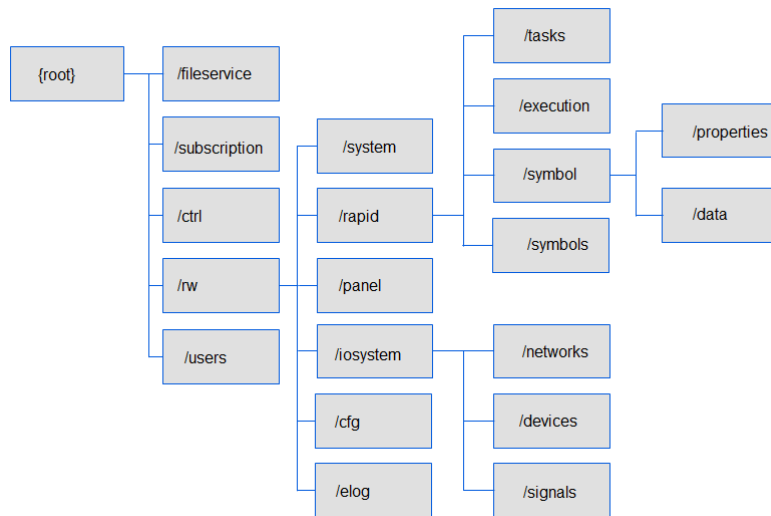 {root}
/fileservice
/subscription
/ctrl
/rw
/users
/system
/rapid
/panel
/iosystem
/cfg
/elog
/tasks
/execution
/symbol
/symbols
/networks
/devices
/signals
/properties
/data